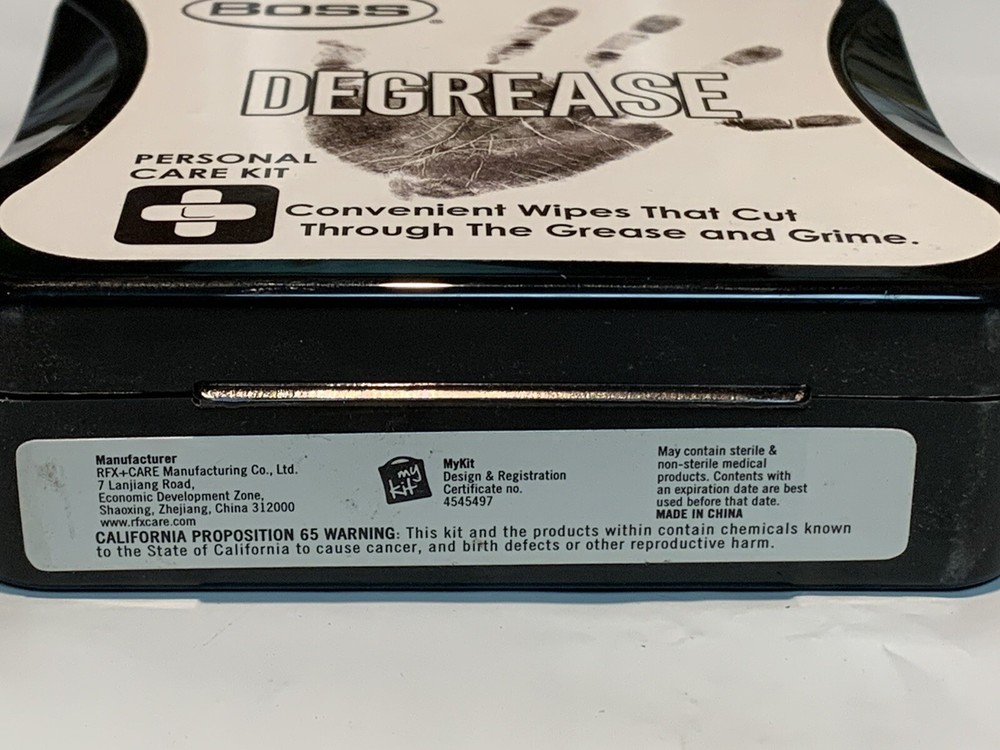 BOSS
DEGREASE
PERSONAL
CARE KIT
Convenient Wipes That Cut
Through The Grease and Grime.
Manufacturer
RFX+CARE Manufacturing Co., Ltd.
7 Lanjiang Road,
Economic Development Zone,
Shaoxing, Zhejiang, China 312000
www.rfxcare.com
my
kit
MyKit
Design & Registration
Certificate no.
4545497
May contain sterile &
non-sterile medical
products. Contents with
an expiration date are best
used before that date.
MADE IN CHINA
CALIFORNIA PROPOSITION 65 WARNING: This kit and the products within contain chemicals known
to the State of California to cause cancer, and birth defects or other reproductive harm.